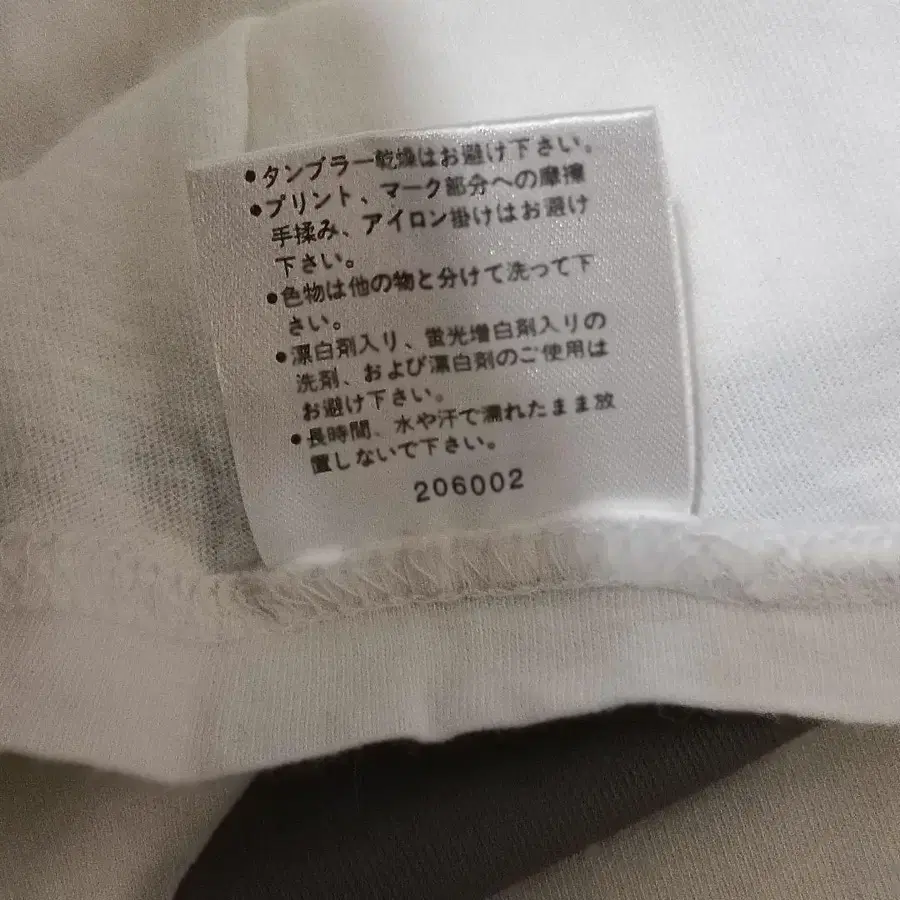 ●タンブラー乾燥はお避け下さい。
●プリント、マーク部分への摩擦
手揉み、アイロン掛けはお避け
下さい。
●色物は他の物と分けて洗って下
さい。
●漂白剤入り、蛍光増白剤入りの
洗剤、および漂白剤のご使用は
お避け下さい。
●長時間、水や汗で濡れたまま放
置しないで下さい。
206002